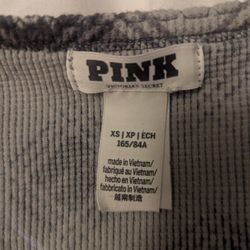 PINK
VICTORIA'S SECRET
XS | XP | ECH
165/84A
made in Vietnam/
fabriqué au Vietnam/
hecho en Vietnam/
fabbricato in Vietnam/
越南制造